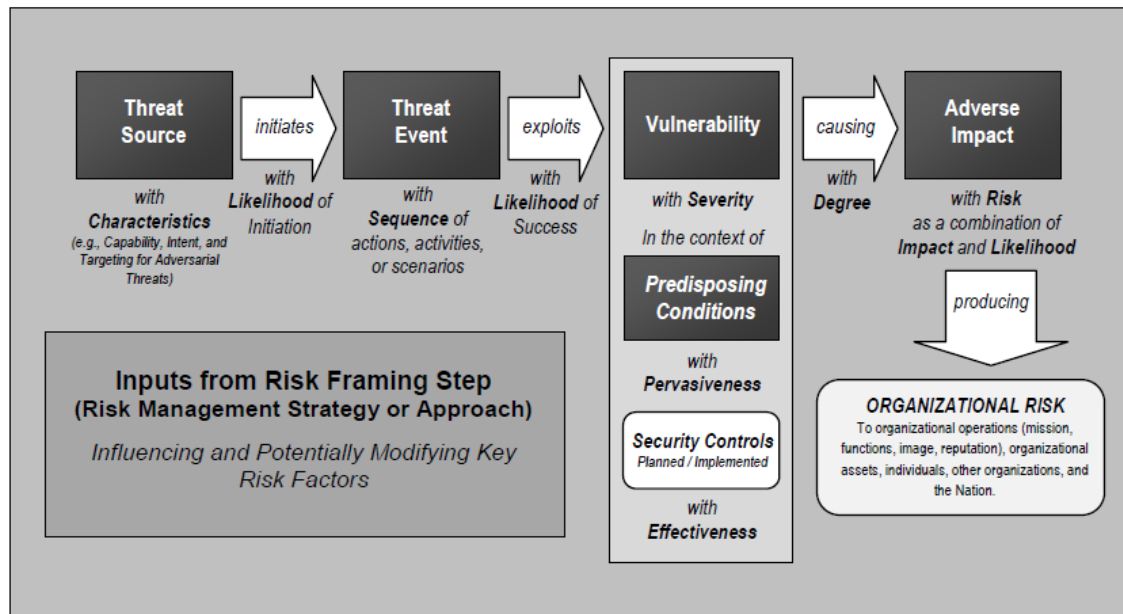 Threat
Source
initiates
Threat
Event
exploits
Vulnerability
causing
Adverse
Impact
with
Characteristics
(e.g., Capability, Intent, and
Targeting for Adversarial
Threats)
with
Likelihood of
Initiation
with
Sequence of
actions, activities,
or scenarios
with
Likelihood of
Success
with Severity
In the context of
Predisposing
Conditions
with
Pervasiveness
Security Controls
Planned / Implemented
with
Effectiveness
with
Degree
with Risk
as a combination of
Impact and Likelihood
producing
ORGANIZATIONAL RISK
To organizational operations (mission,
functions, image, reputation), organizational
assets, individuals, other organizations, and
the Nation.
Inputs from Risk Framing Step
(Risk Management Strategy or Approach)
Influencing and Potentially Modifying Key
Risk Factors